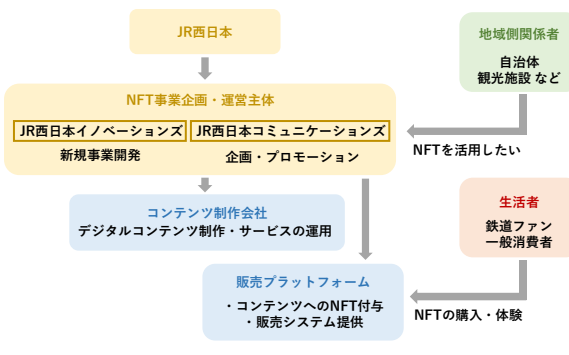 JR西日本
NFT事業企画・運営主体
JR西日本イノベーションズ
新規事業開発
JR西日本コミュニケーションズ
企画・プロモーション
地域側関係者
自治体
観光施設 など
NFTを活用したい
コンテンツ制作会社
デジタルコンテンツ制作・サービスの運用
生活者
鉄道ファン
一般消費者
販売プラットフォーム
・コンテンツへのNFT付与
・販売システム提供
NFTの購入・体験